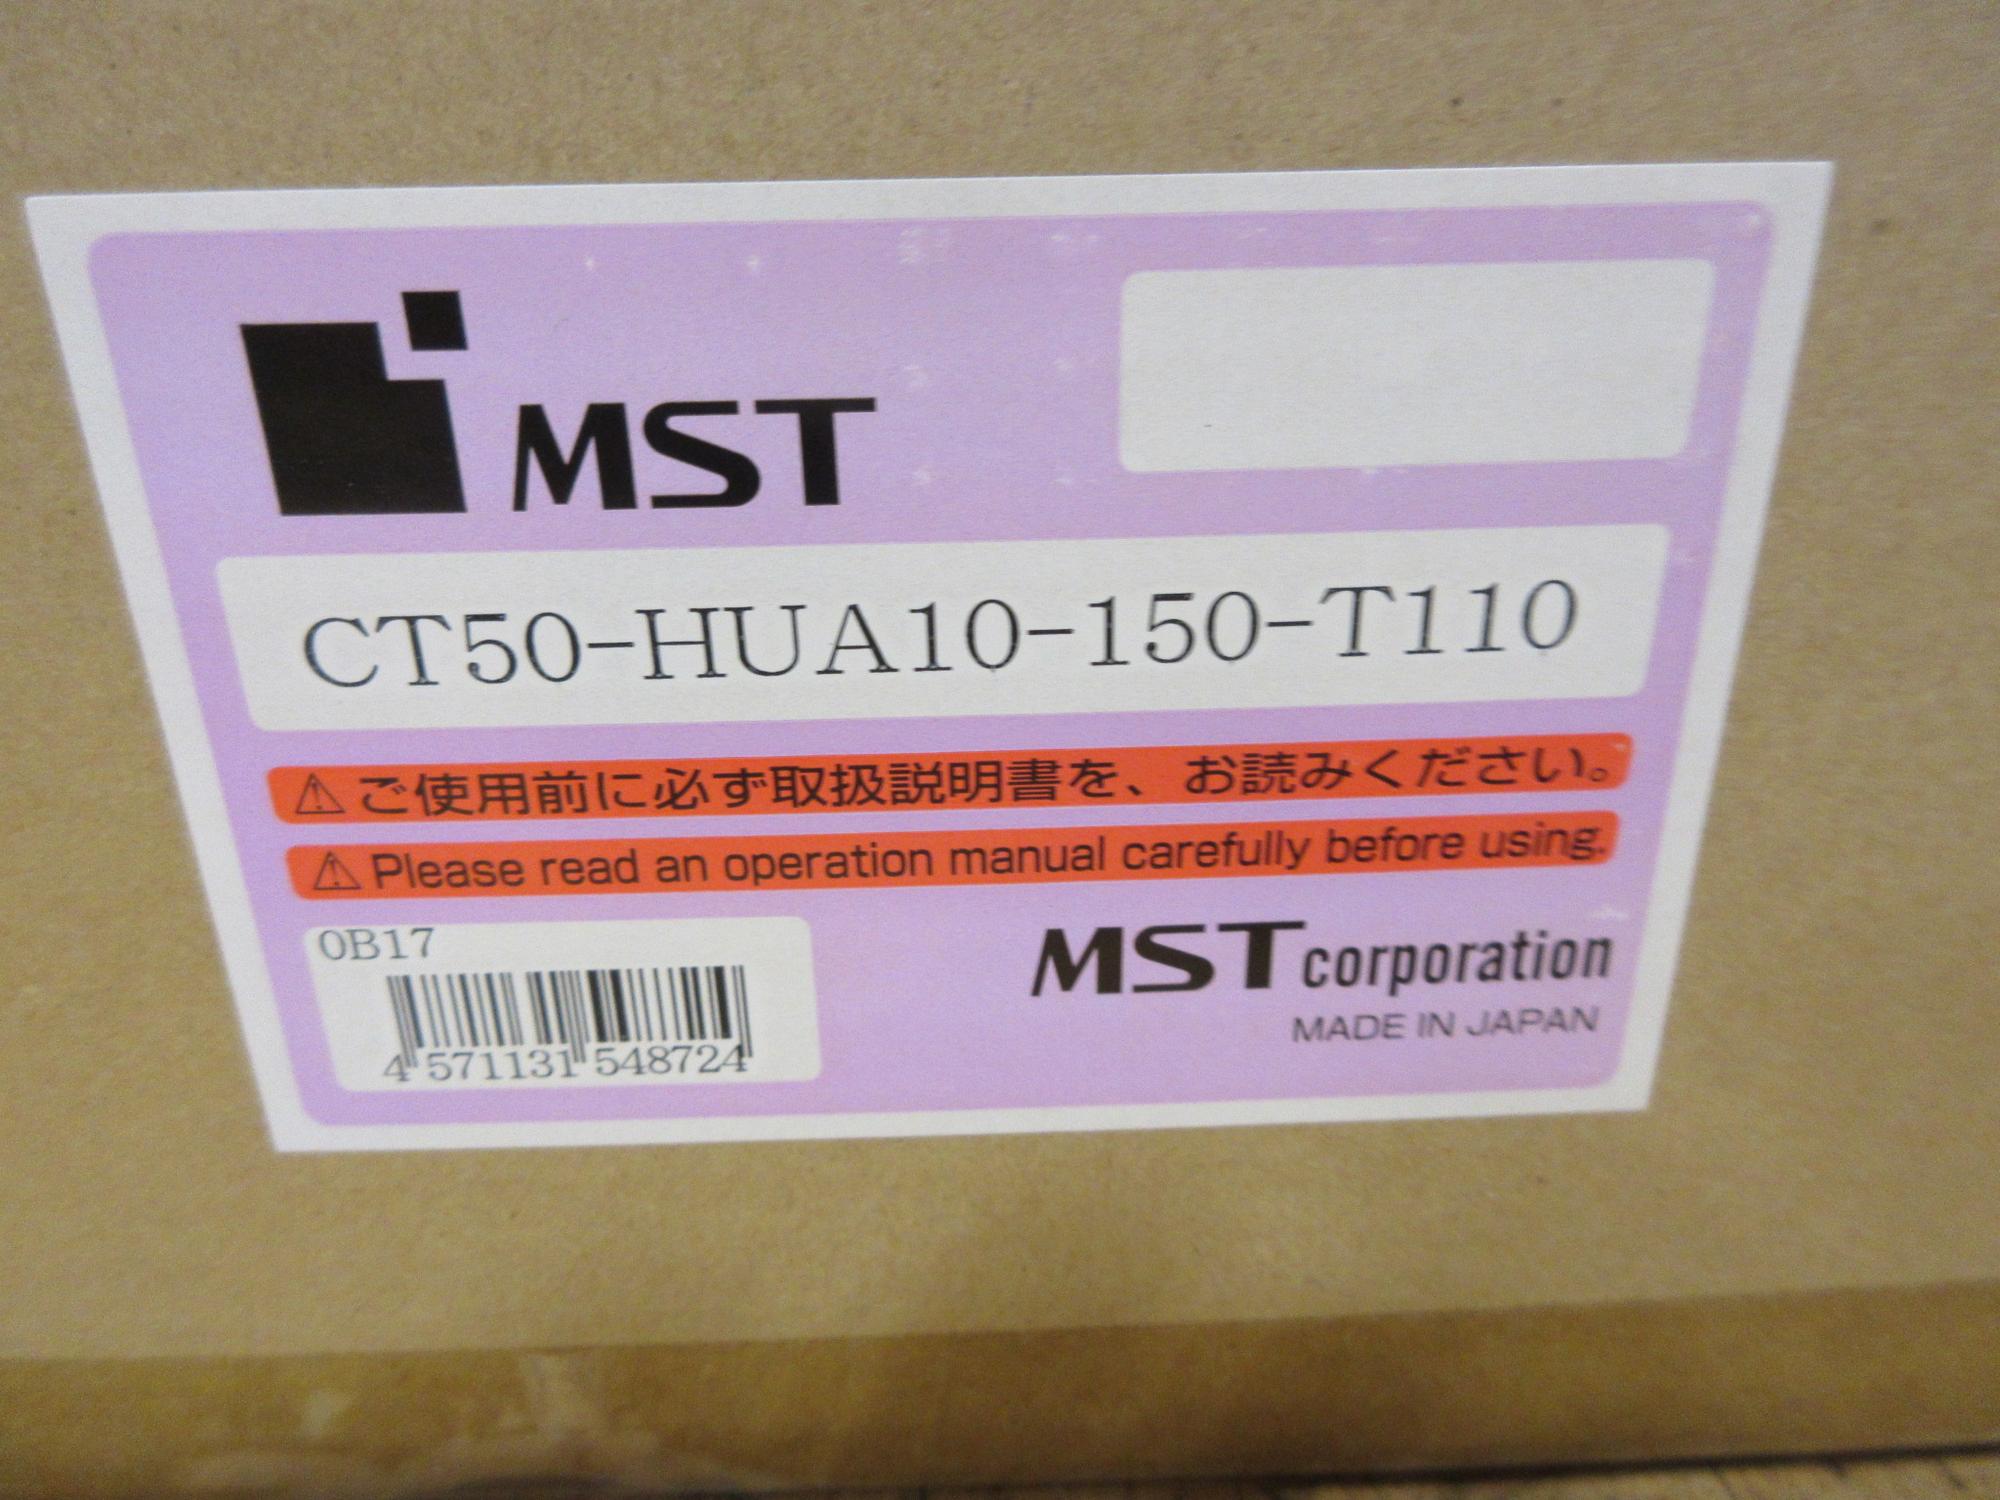 MST
CT50-HUA10-150-T110
⚠ご使用前に必ず取扱説明書を、お読みください。
⚠Please read an operation manual carefully before using.
0B17
4 571131 548724
MST corporation
MADE IN JAPAN